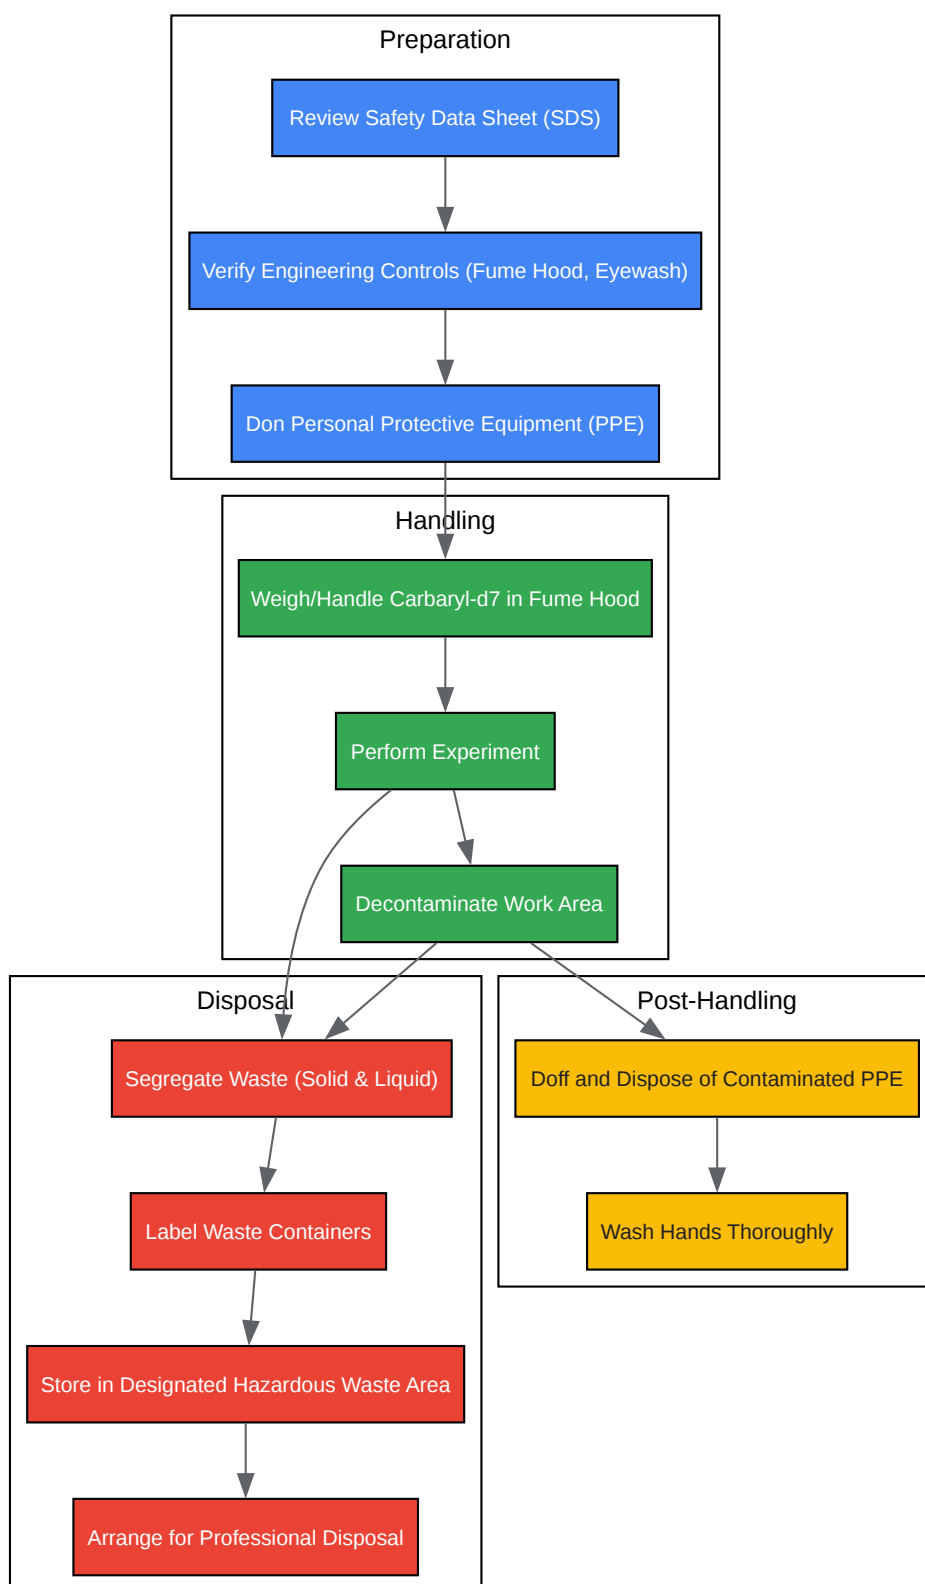 Preparation
Review Safety Data Sheet (SDS)
Verify Engineering Controls (Fume Hood, Eyewash)
Don Personal Protective Equipment (PPE)
Handling
Weigh/Handle Carbaryl-d7 in Fume Hood
Perform Experiment
Decontaminate Work Area
Disposal
Segregate Waste (Solid & Liquid)
Label Waste Containers
Store in Designated Hazardous Waste Area
Arrange for Professional Disposal
Post-Handling
Doff and Dispose of Contaminated PPE
Wash Hands Thoroughly